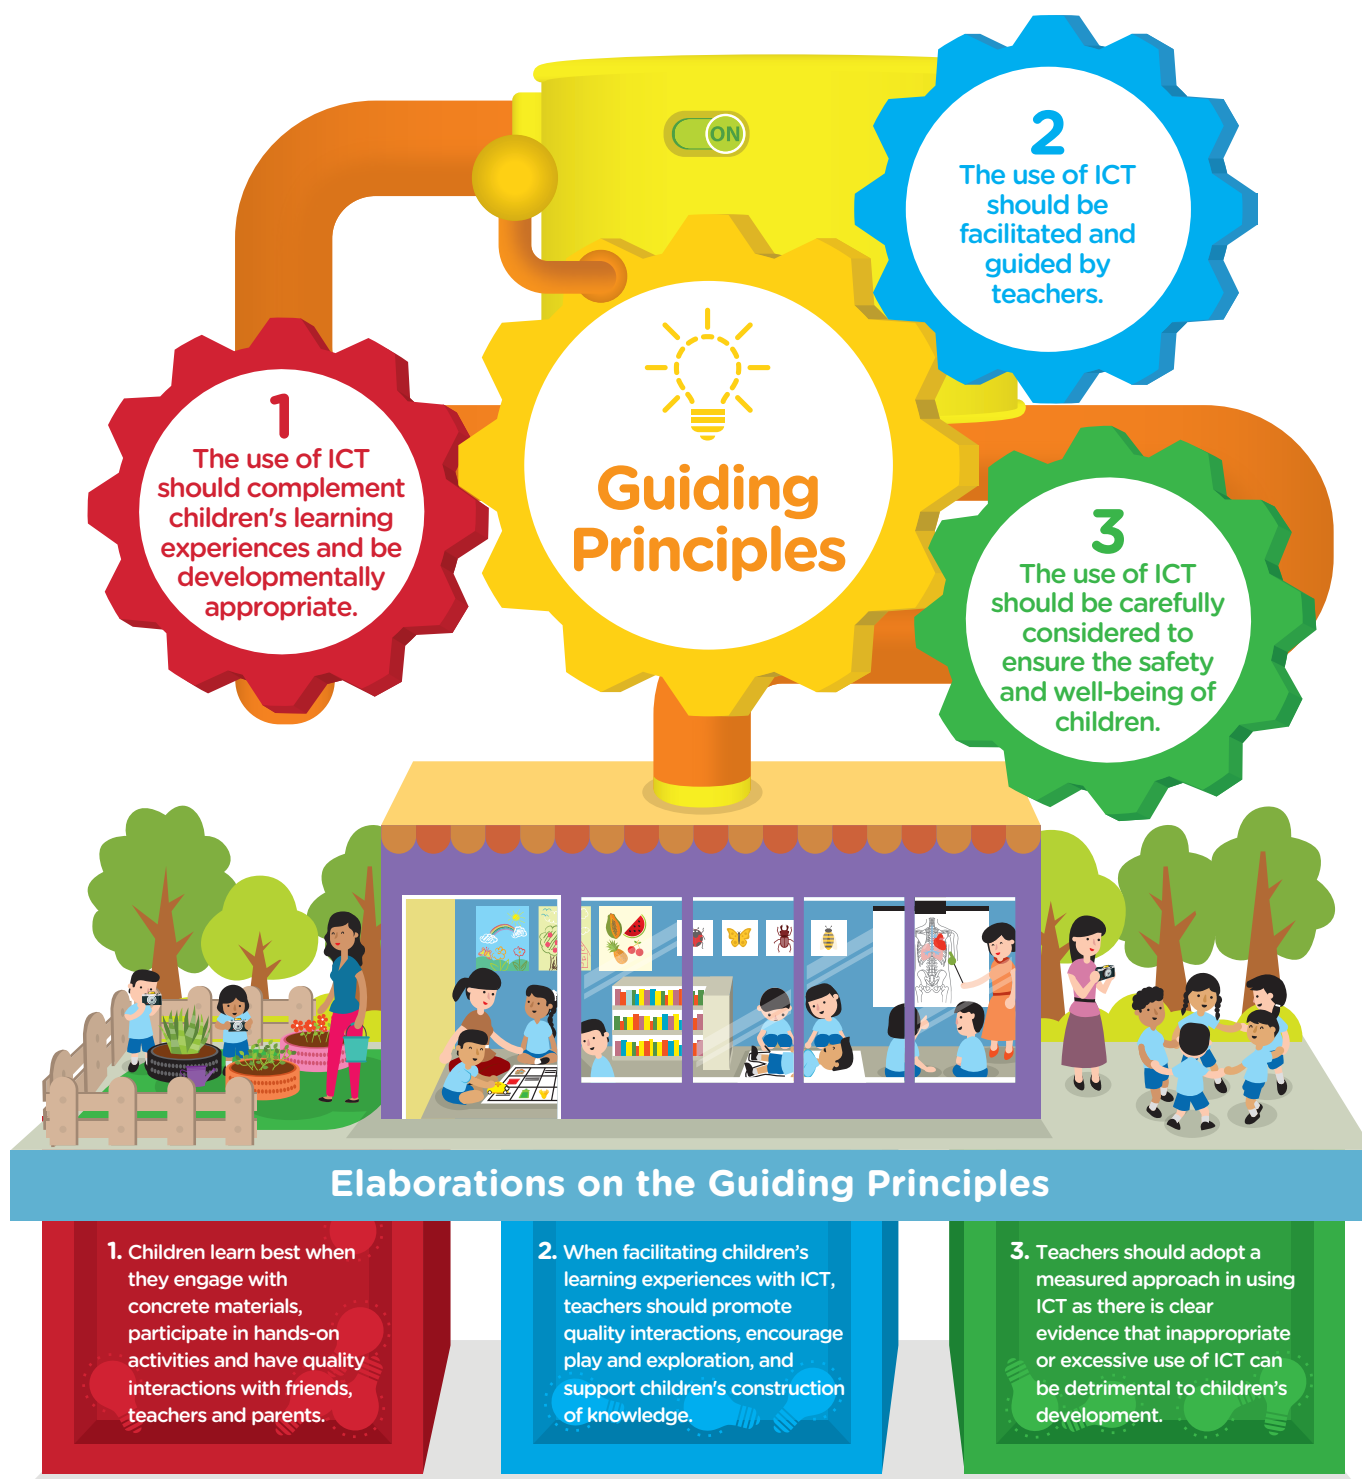 ON
2
The use of ICT
should be
facilitated and
guided by
teachers.
1
The use of ICT
should complement
children's learning
experiences and be
developmentally
appropriate.
Guiding
Principles
3
The use of ICT
should be carefully
considered to
ensure the safety
and well-being of
children.
Elaborations on the Guiding Principles
1. Children learn best when
they engage with
concrete materials,
participate in hands-on
activities and have quality
interactions with friends,
teachers and parents.
2. When facilitating children’s
learning experiences with ICT,
teachers should promote
quality interactions, encourage
play and exploration, and
support children's construction
of knowledge.
3. Teachers should adopt a
measured approach in using
ICT as there is clear
evidence that inappropriate
or excessive use of ICT can
be detrimental to children’s
development.